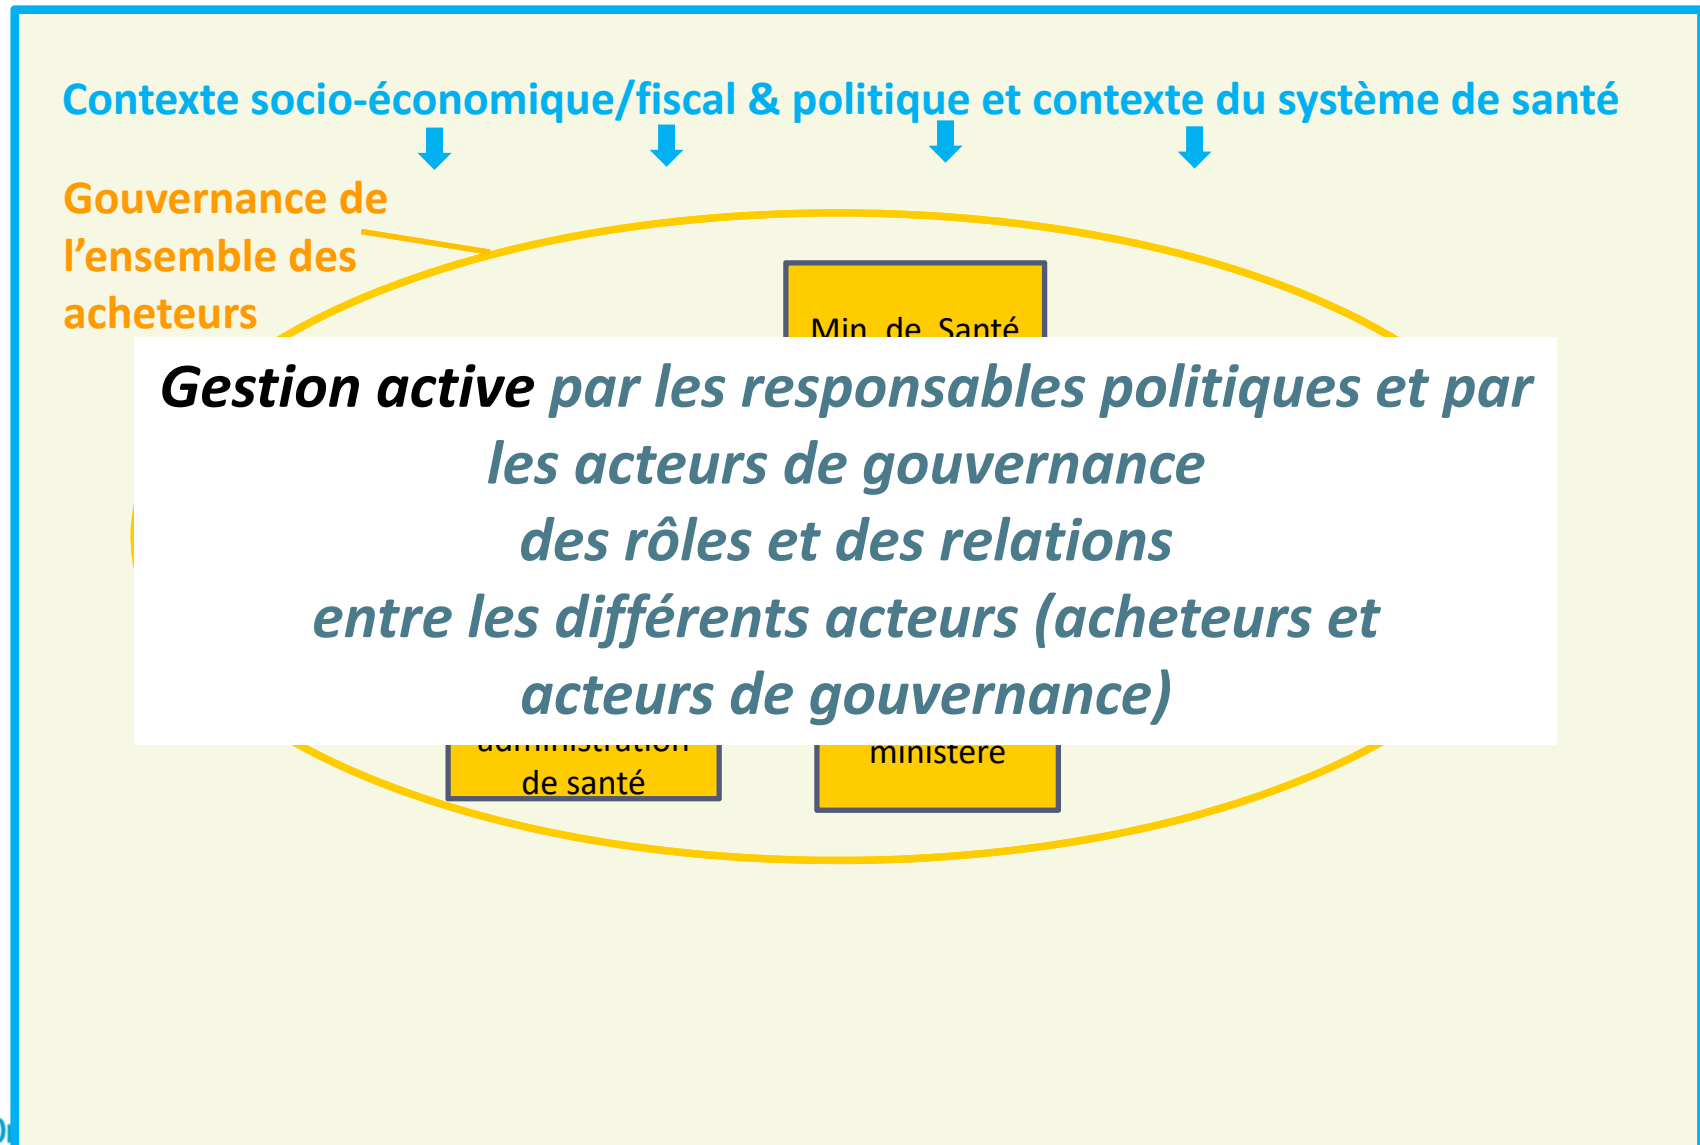 Contexte socio-économique/fiscal & politique et contexte du système de santé
Gouvernance de
l’ensemble des
acheteurs
Min de Santé
Gestion active par les responsables politiques et par
les acteurs de gouvernance
des rôles et des relations
entre les différents acteurs (acheteurs et
acteurs de gouvernance)
administration
de santé
ministère